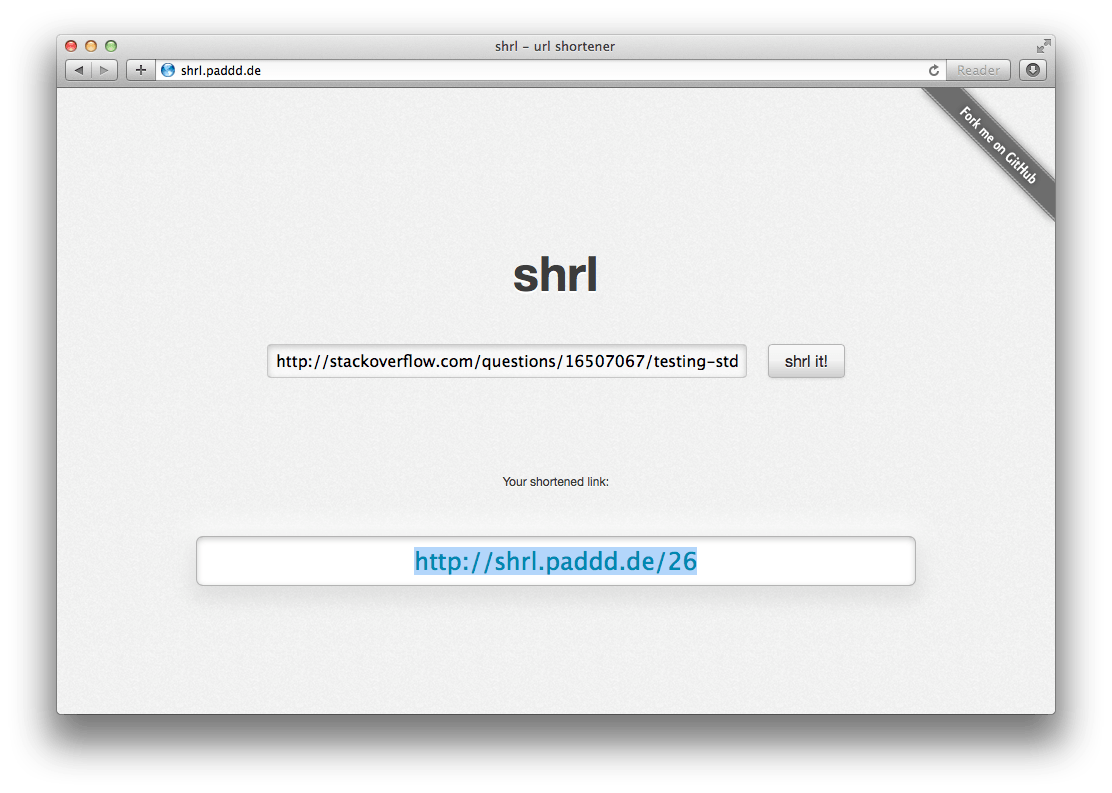 shrl – url shortener
shrl.paddd.de
Reader
Fork me on GitHub
shrl
http://stackoverflow.com/questions/16507067/testing-std
shrl it!
Your shortened link:
http://shrl.paddd.de/26